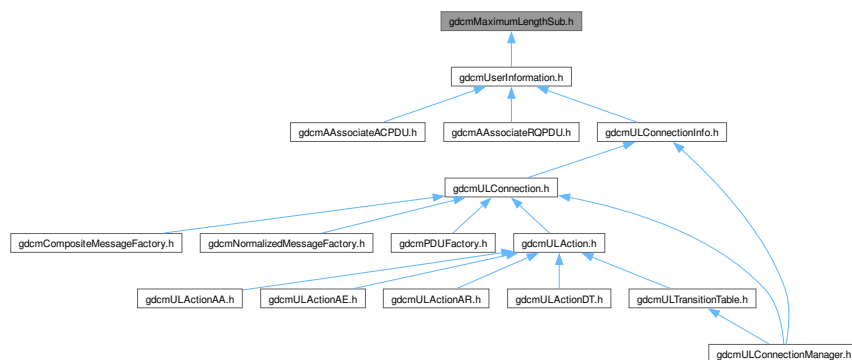 gdcmMaximumLengthSub.h
gdcmUserInformation.h
gdcmAAssociateACPDU.h
gdcmAAssociateRQPDU.h
gdcmULConnectionInfo.h
gdcmULConnection.h
gdcmCompositeMessageFactory.h
gdcmNormalizedMessageFactory.h
gdcmPDUFactory.h
gdcmULAction.h
gdcmULActionAA.h
gdcmULActionAE.h
gdcmULActionAR.h
gdcmULActionDT.h
gdcmULTransitionTable.h
gdcmULConnectionManager.h